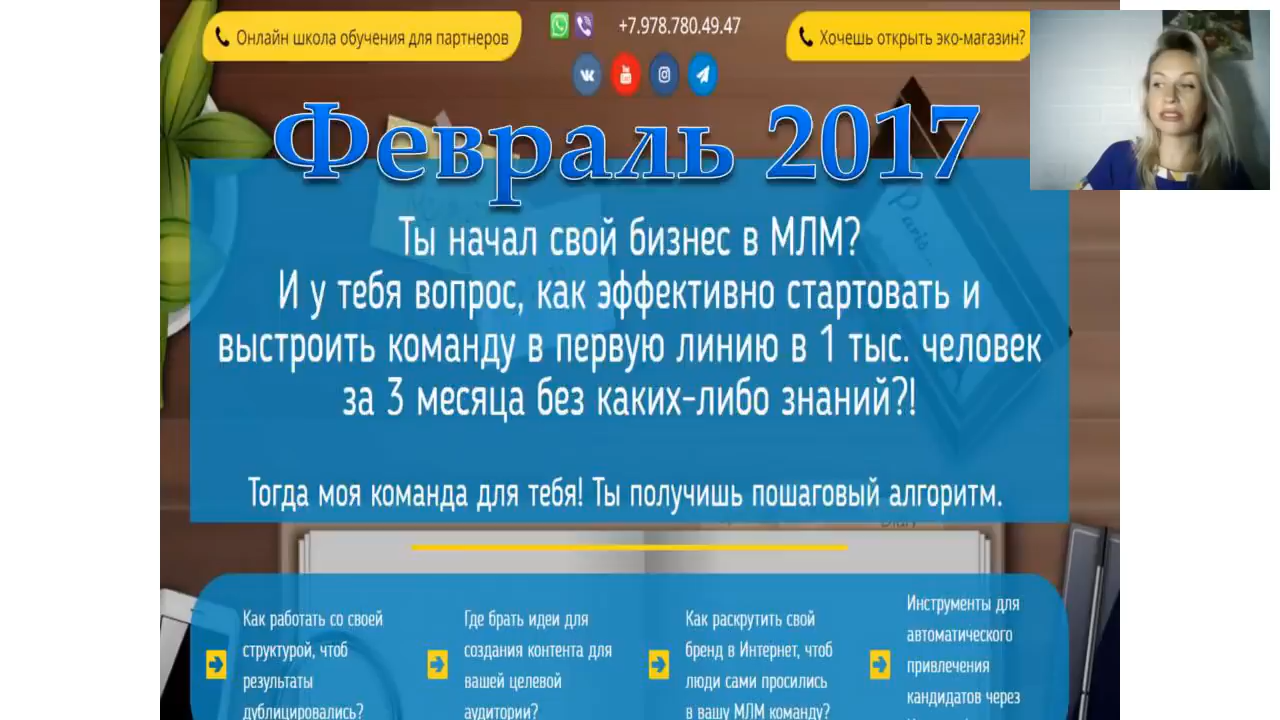 Онлайн школа обучения для партнеров
+7.978.780.49.47
Хочешь открыть эко-магазин?
Февраль 2017
Paris...
Ты начал свой бизнес в МЛМ?
И у тебя вопрос, как эффективно стартовать и
выстроить команду в первую линию в 1 тыс. человек
за 3 месяца без каких-либо знаний?!
Тогда моя команда для тебя! Ты получишь пошаговый алгоритм.
Diary
Как работать со своей
структурой, чтоб
результаты
дублицировались?
Где брать идеи для
создания контента для
вашей целевой
аудитории?
Как раскрутить свой
бренд в Интернет, чтоб
люди сами просились
в вашу МЛМ команду?
Инструменты для
автоматического
привлечения
кандидатов через